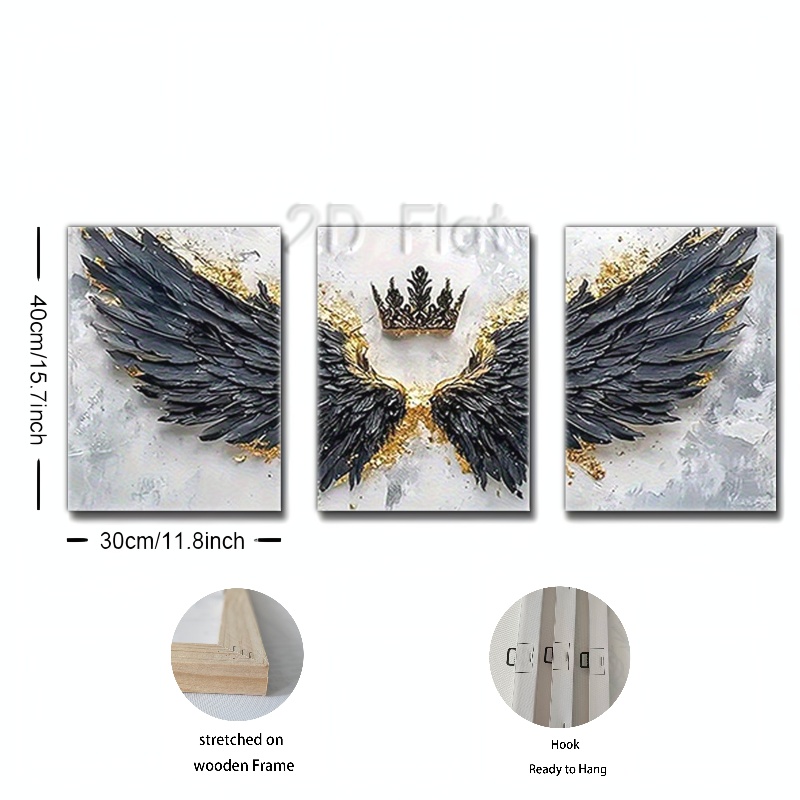 2D Flat
40cm/15.7inch
30cm/11.8inch
stretched on
wooden Frame
Hook
Ready to Hang